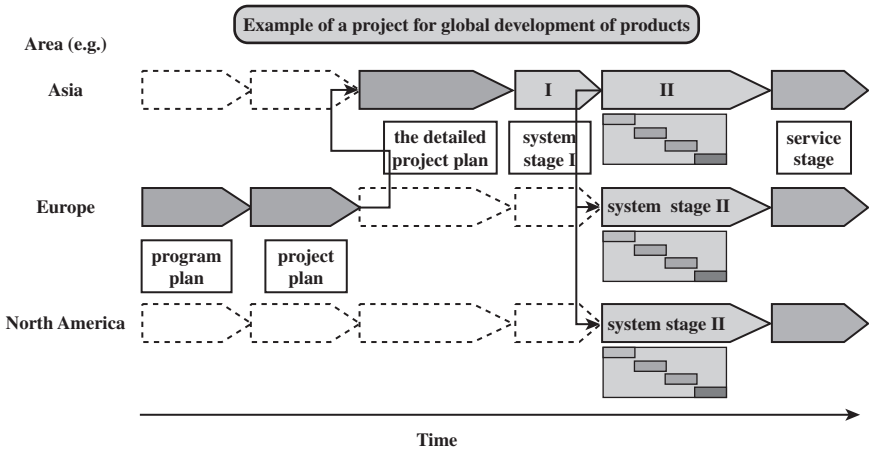 Example of a project for global development of products
Area (e.g.)
Asia
I
II
the detailed
project plan
system
stage I
service
stage
Europe
system stage II
program
plan
project
plan
North America
system stage II
Time